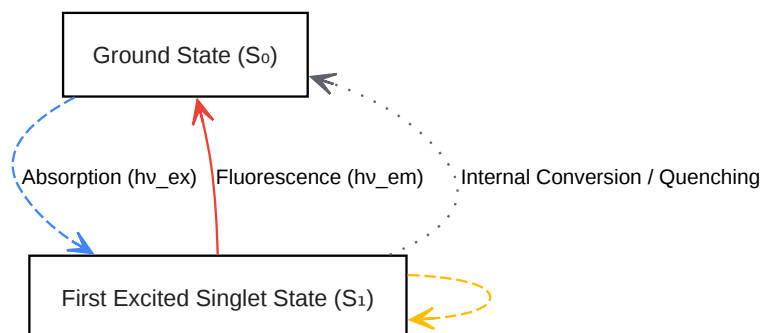 Ground State (S₀)
Absorption (hν_ex)
Fluorescence (hν_em)
Internal Conversion / Quenching
First Excited Singlet State (S₁)